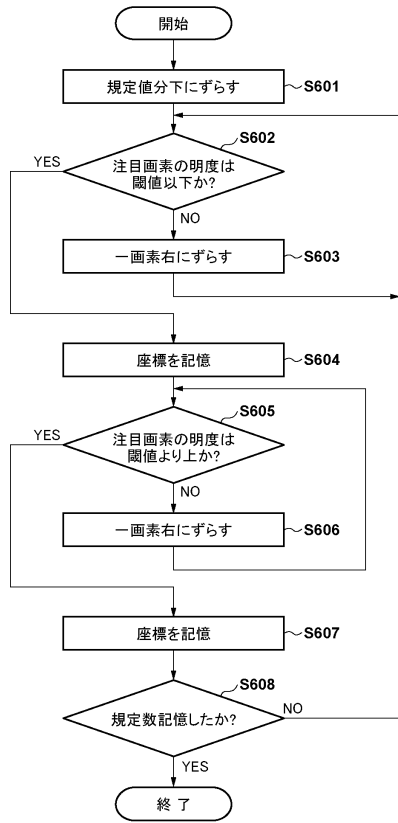 開始
規定値分下にずらす
S601
S602
YES
注目画素の明度は
閾値以下か?
NO
一画素右にずらす
S603
座標を記憶
S604
S605
YES
注目画素の明度は
閾値より上か?
NO
一画素右にずらす
S606
座標を記憶
S607
S608
規定数記憶したか?
NO
YES
終 了